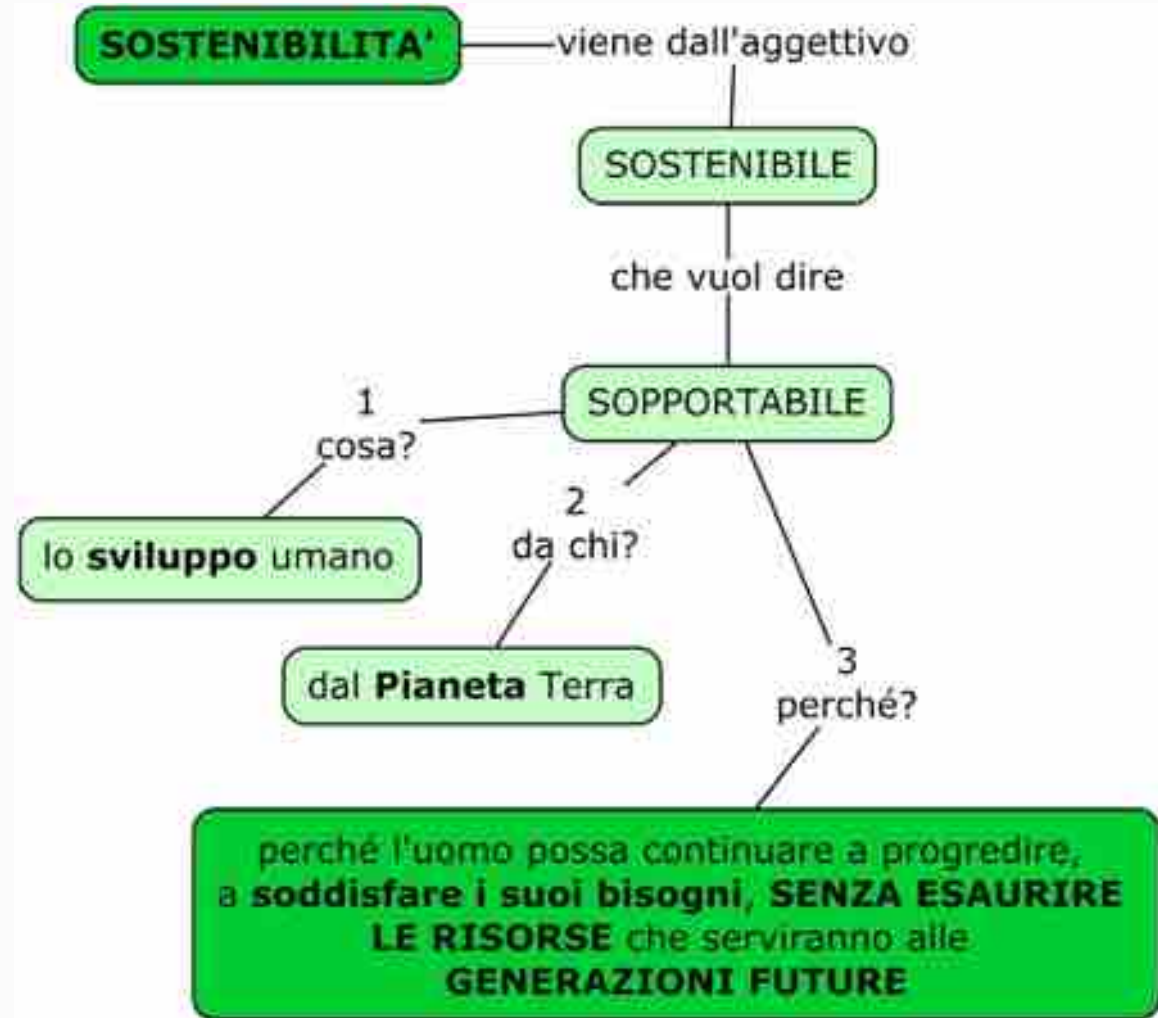 SOSTENIBILITA'
viene dall'aggettivo
SOSTENIBILE
che vuol dire
SOPPORTABILE
1
cosa?
lo sviluppo umano
2
da chi?
dal Pianeta Terra
3
perché?
perché l'uomo possa continuare a progredire,
a soddisfare i suoi bisogni, SENZA ESAURIRE
LE RISORSE che serviranno alle
GENERAZIONI FUTURE